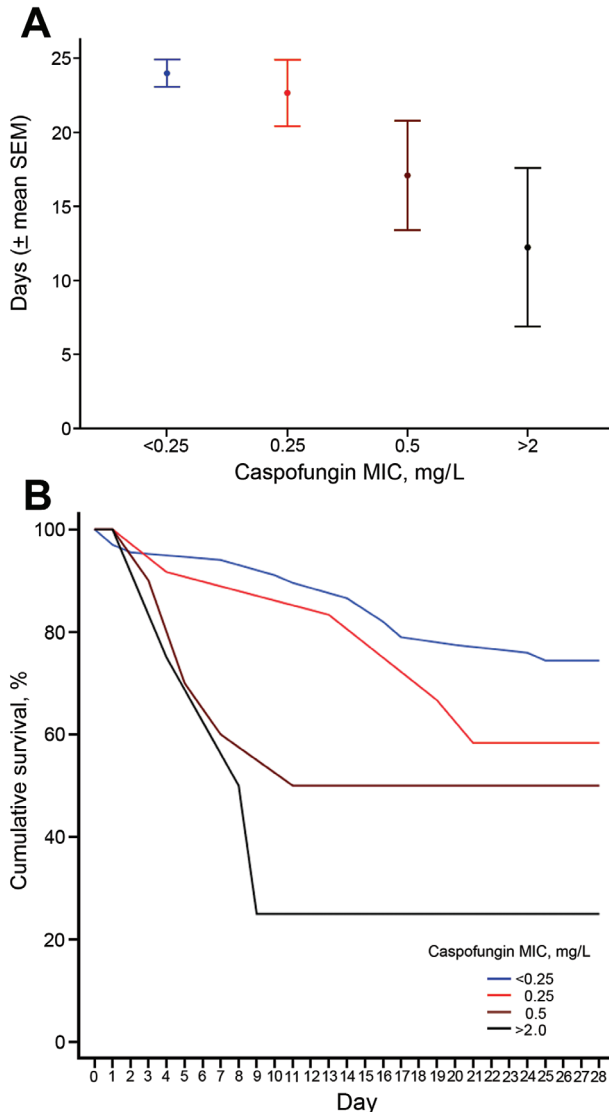 A
25
20
15
10
5
0
Days (± mean SEM)
<0.25 0.25 0.5 >2
Caspofungin MIC, mg/L
B
100
80
60
40
20
0
Cumulative survival, %
Caspofungin MIC, mg/L
<0.25
0.25
0.5
>2.0
0 1 2 3 4 5 6 7 8 9 10 11 12 13 14 15 16 17 18 19 20 21 22 23 24 25 26 27 28
Day